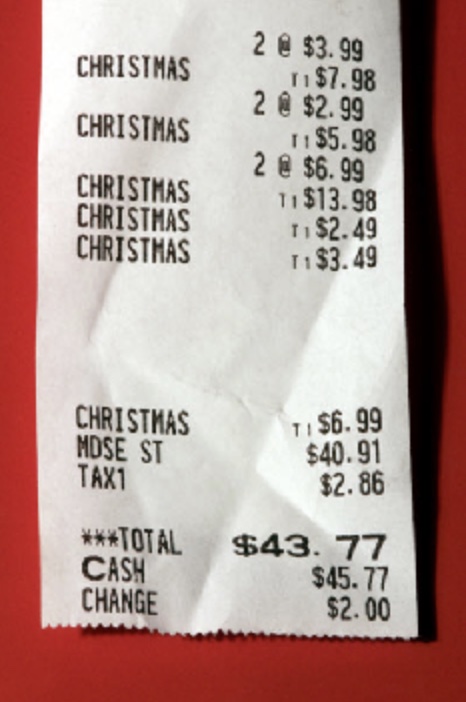 2 @ $3.99
CHRISTMAS T1 $7.98
2 @ $2.99
CHRISTMAS T1 $5.98
2 @ $6.99
CHRISTMAS T1 $13.98
CHRISTMAS T1 $2.49
CHRISTMAS T1 $3.49
CHRISTMAS T1 $6.99
MDSE ST $40.91
TAX1 $2.86
***TOTAL $43.77
CASH $45.77
CHANGE $2.00